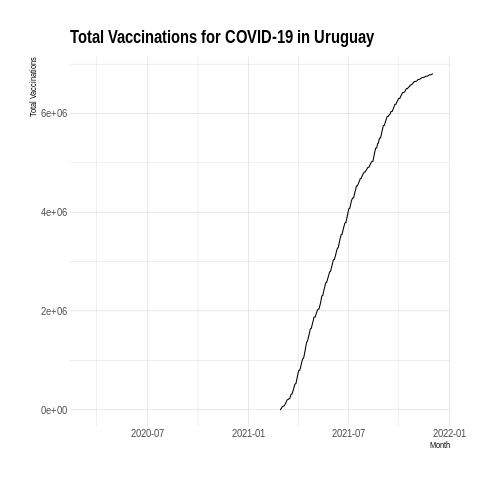 Total Vaccinations for COVID-19 in Uruguay
Total Vaccinations
6e+06
4e+06
2e+06
0e+00
2020-07 2021-01 2021-07 2022-01
Month